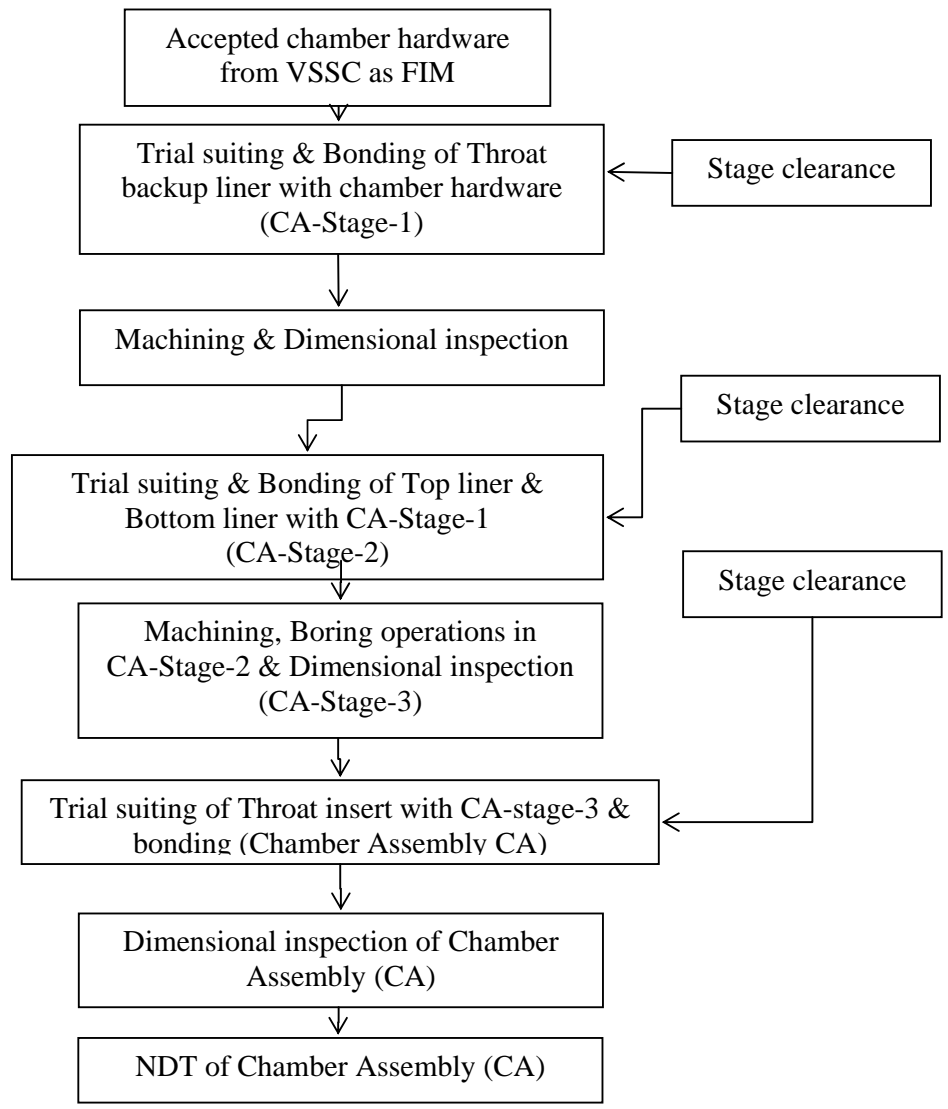 Accepted chamber hardware
from VSSC as FIM
Trial suiting & Bonding of Throat
backup liner with chamber hardware
(CA-Stage-1)
Stage clearance
Machining & Dimensional inspection
Stage clearance
Trial suiting & Bonding of Top liner &
Bottom liner with CA-Stage-1
(CA-Stage-2)
Stage clearance
Machining, Boring operations in
CA-Stage-2 & Dimensional inspection
(CA-Stage-3)
Trial suiting of Throat insert with CA-stage-3 &
bonding (Chamber Assembly CA)
Dimensional inspection of Chamber
Assembly (CA)
NDT of Chamber Assembly (CA)